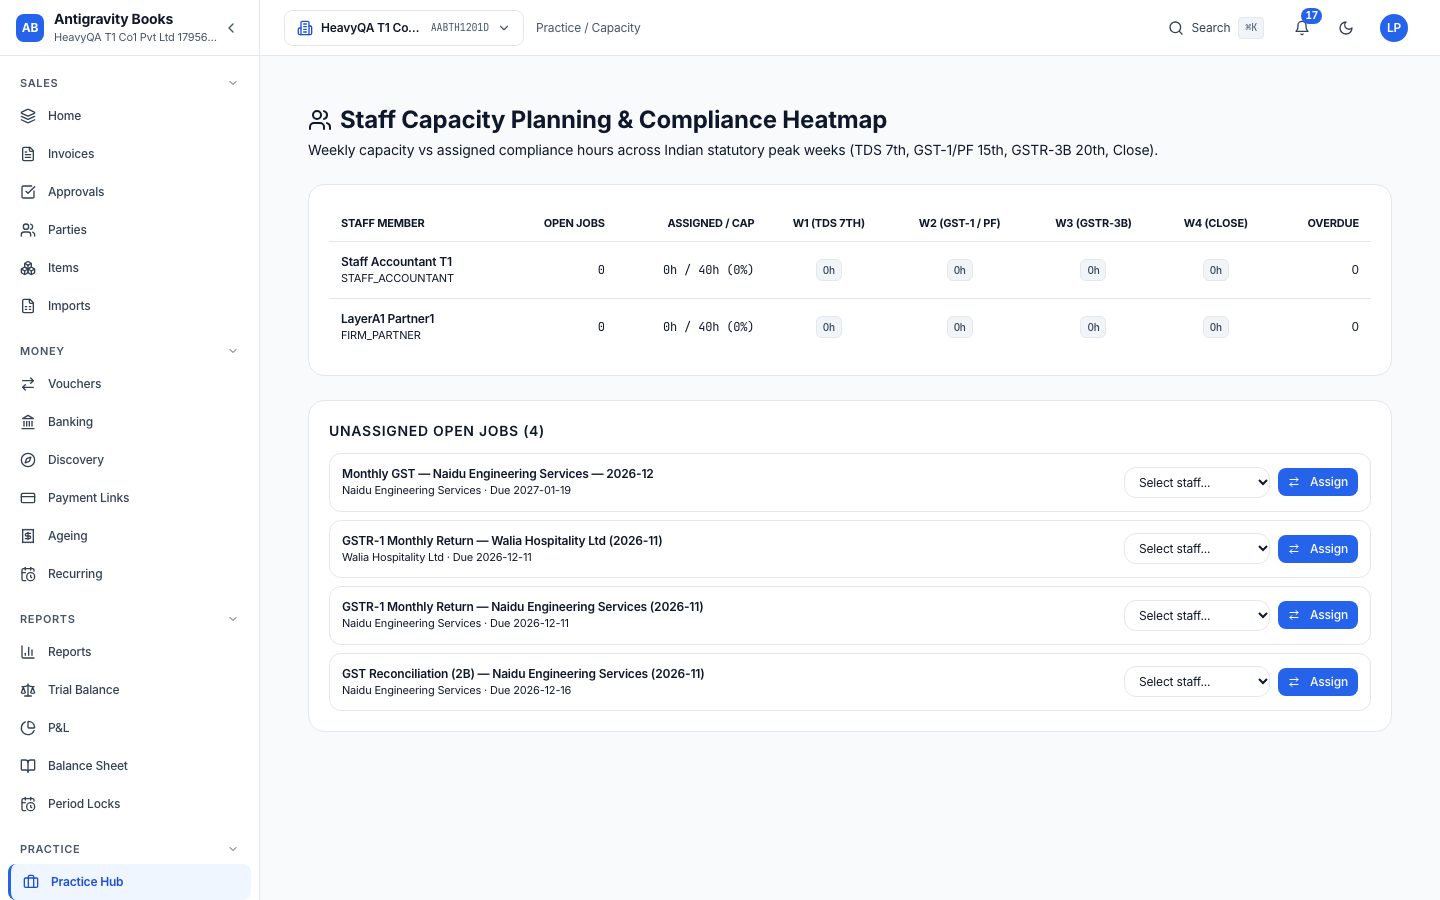 AB
Antigravity Books
HeavyQA T1 Co1 Pvt Ltd 17956...
HeavyQA T1 Co...
AABTH1201D
Practice / Capacity
Search
⌘K
17
LP
SALES
Home
Invoices
Approvals
Parties
Items
Imports
MONEY
Vouchers
Banking
Discovery
Payment Links
Ageing
Recurring
REPORTS
Reports
Trial Balance
P&L
Balance Sheet
Period Locks
PRACTICE
Practice Hub
Staff Capacity Planning & Compliance Heatmap
Weekly capacity vs assigned compliance hours across Indian statutory peak weeks (TDS 7th, GST-1/PF 15th, GSTR-3B 20th, Close).
STAFF MEMBER OPEN JOBS ASSIGNED / CAP W1 (TDS 7TH) W2 (GST-1 / PF) W3 (GSTR-3B) W4 (CLOSE) OVERDUE
Staff Accountant T1
STAFF_ACCOUNTANT
0 0h / 40h (0%) 0h 0h 0h 0h 0
LayerA1 Partner1
FIRM_PARTNER
0 0h / 40h (0%) 0h 0h 0h 0h 0
UNASSIGNED OPEN JOBS (4)
Monthly GST — Naidu Engineering Services — 2026-12
Naidu Engineering Services · Due 2027-01-19
Select staff... Assign
GSTR-1 Monthly Return — Walia Hospitality Ltd (2026-11)
Walia Hospitality Ltd · Due 2026-12-11
Select staff... Assign
GSTR-1 Monthly Return — Naidu Engineering Services (2026-11)
Naidu Engineering Services · Due 2026-12-11
Select staff... Assign
GST Reconciliation (2B) — Naidu Engineering Services (2026-11)
Naidu Engineering Services · Due 2026-12-16
Select staff... Assign